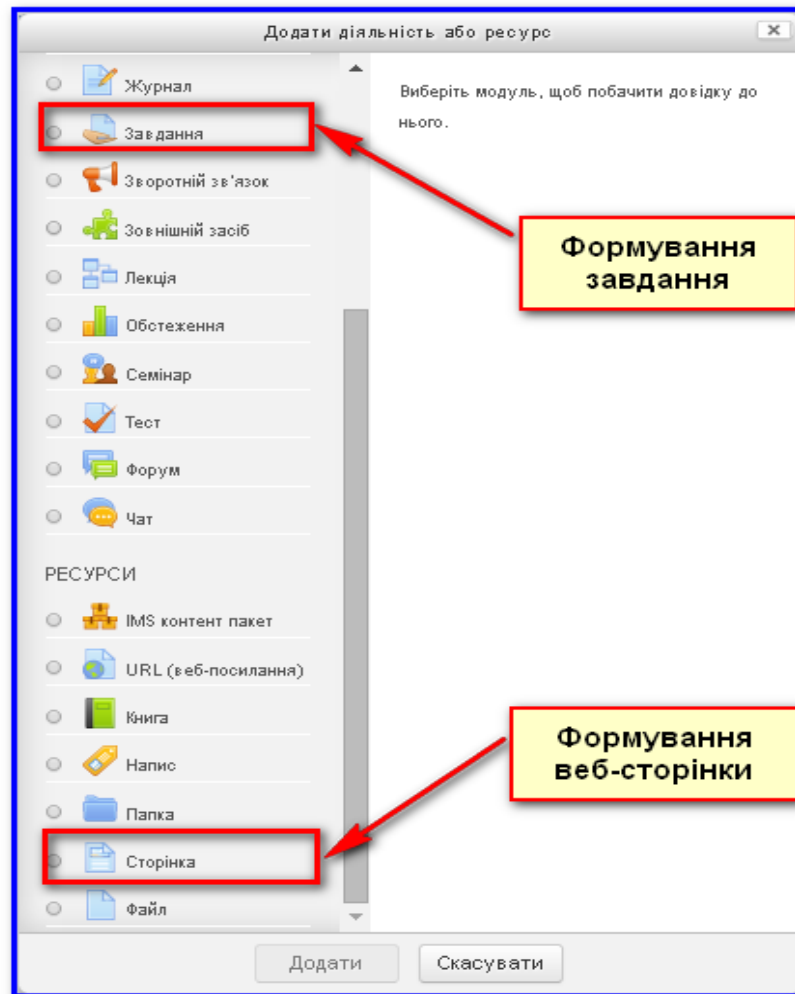 Додати діяльність або ресурс
Журнал
Виберіть модуль, щоб побачити довідку до
нього.
Завдання
Зворотній зв'язок
Зовнішній засіб
Формування
завдання
Лекція
Обстеження
Семінар
Тест
Форум
Чат
РЕСУРСИ
IMS контент пакет
URL (веб-посилання)
Книга
Формування
веб-сторінки
Напис
Папка
Сторінка
Файл
Додати
Скасувати